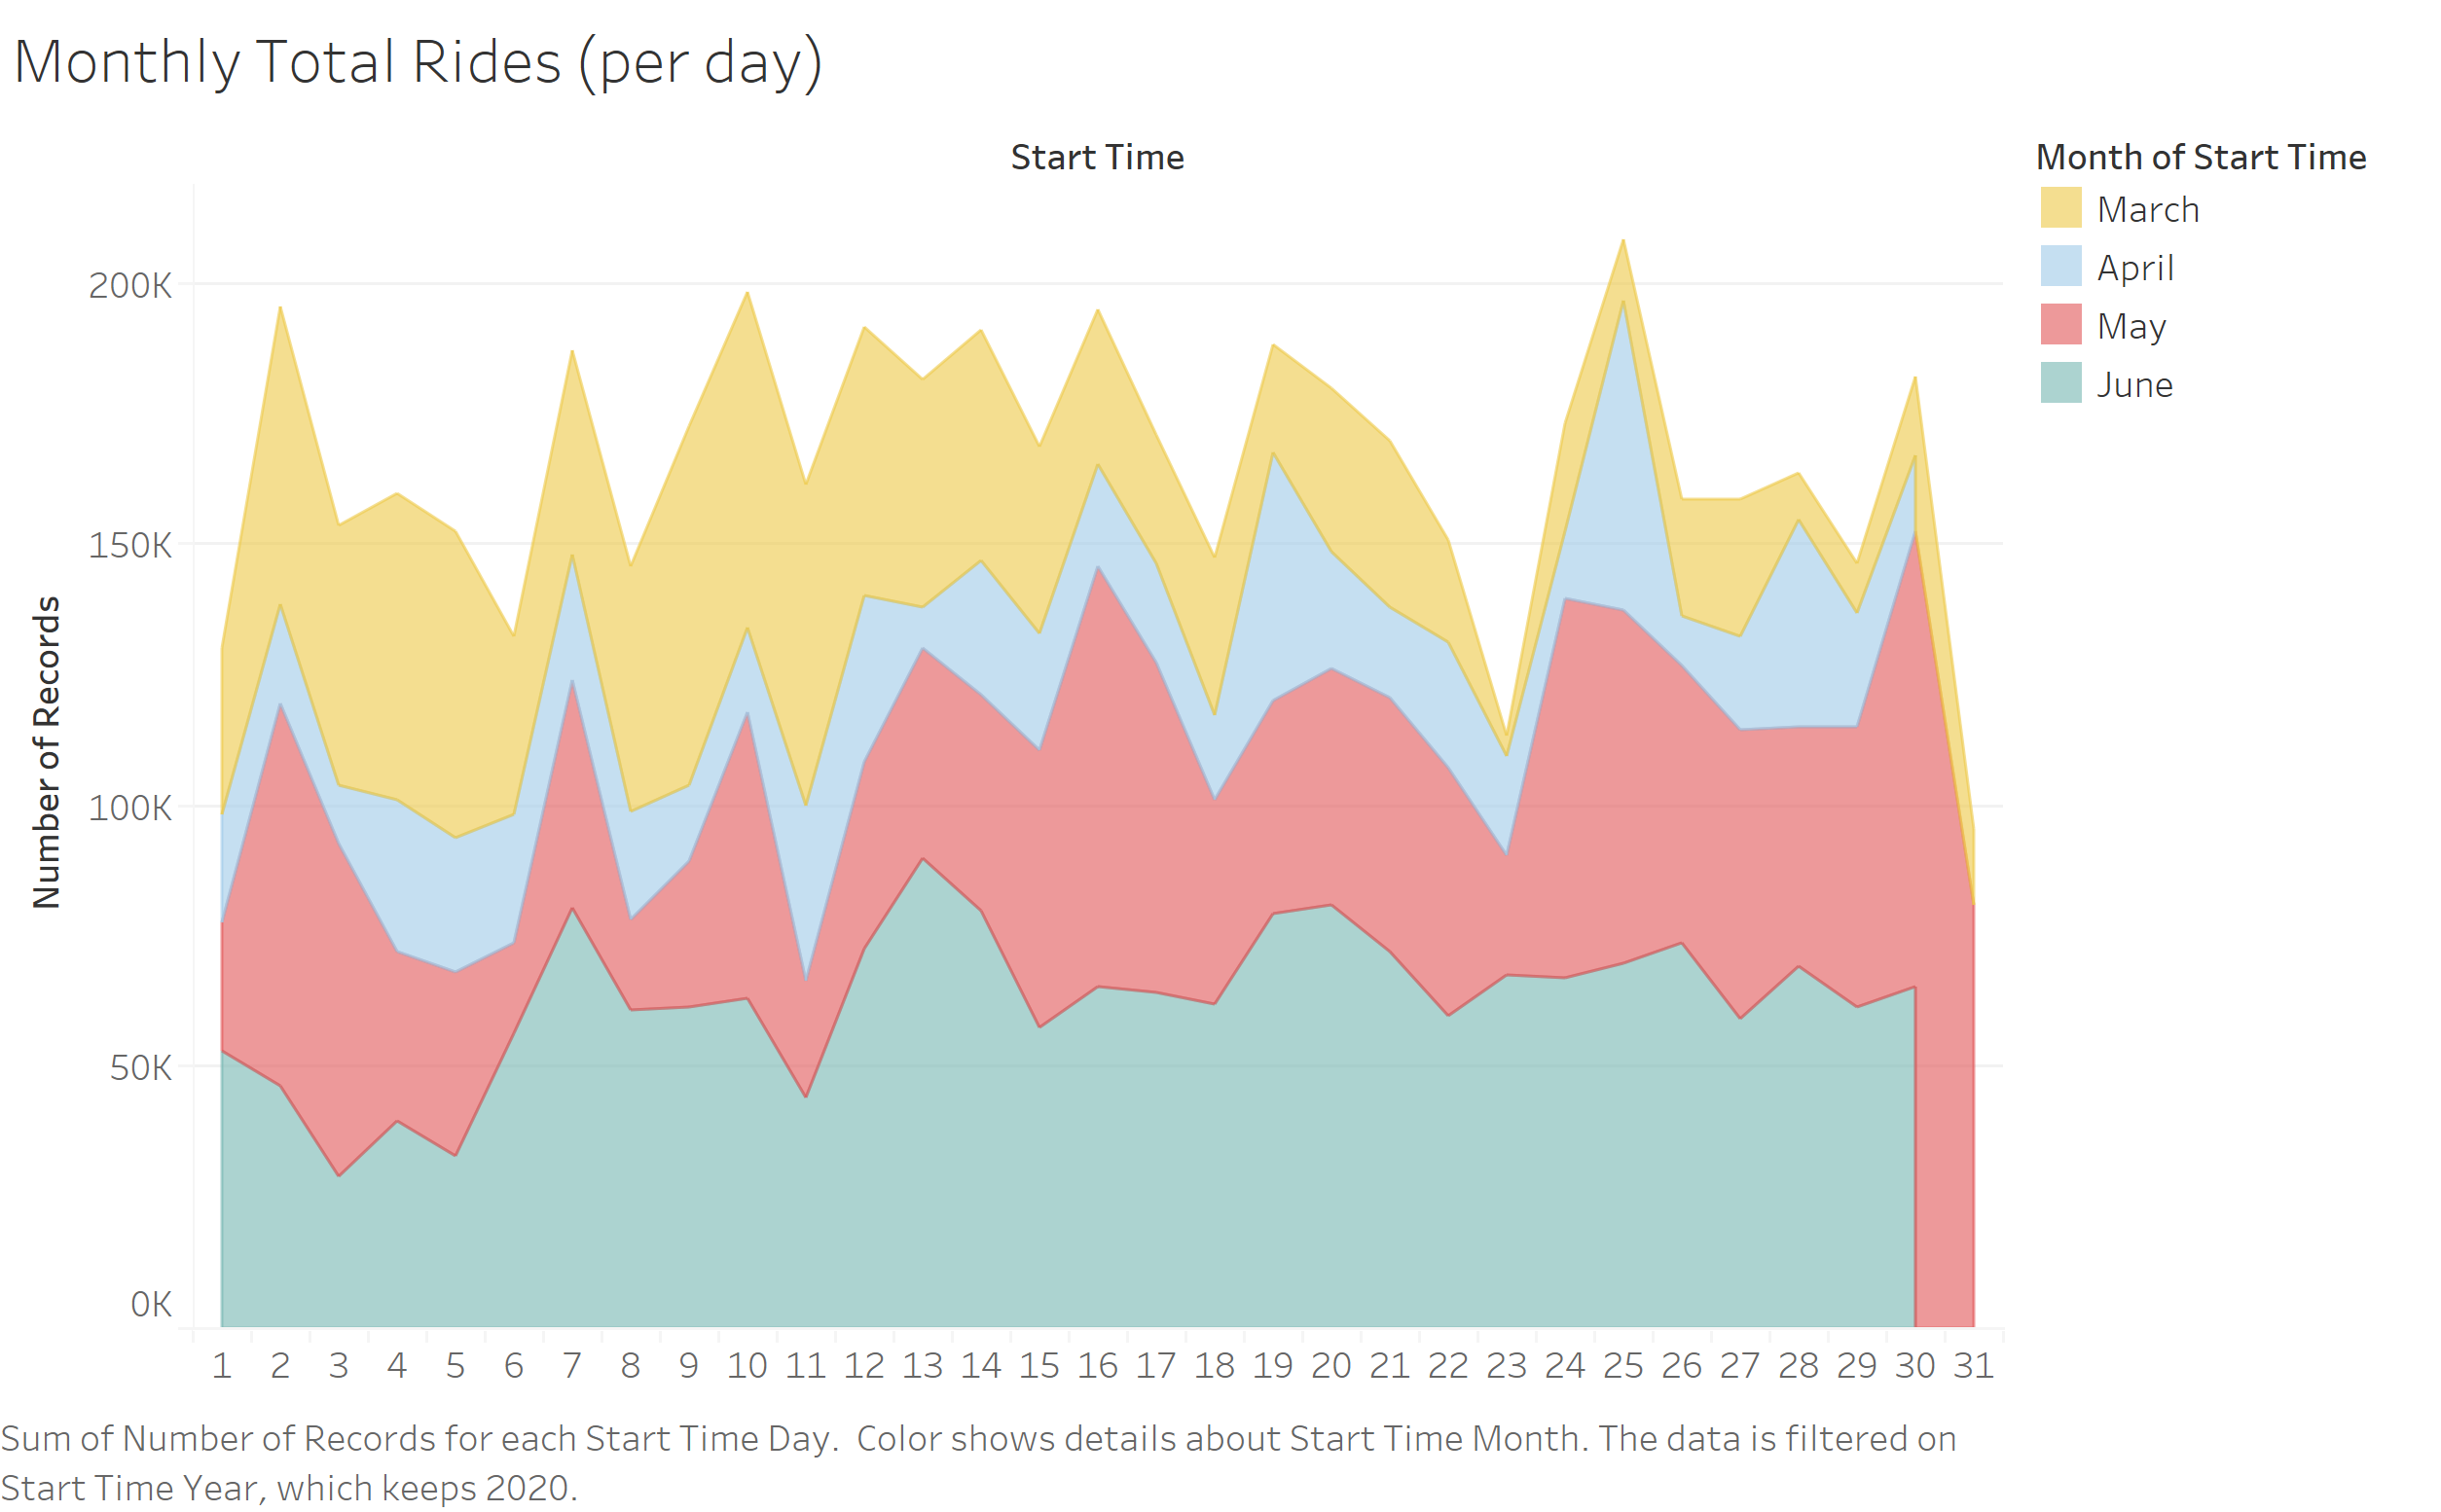 Monthly Total Rides (per day)
Start Time
Month of Start Time
March
April
May
June
Number of Records
200K
150K
100K
50K
0K
1 2 3 4 5 6 7 8 9 10 11 12 13 14 15 16 17 18 19 20 21 22 23 24 25 26 27 28 29 30 31
Sum of Number of Records for each Start Time Day.  Color shows details about Start Time Month. The data is filtered on
Start Time Year, which keeps 2020.